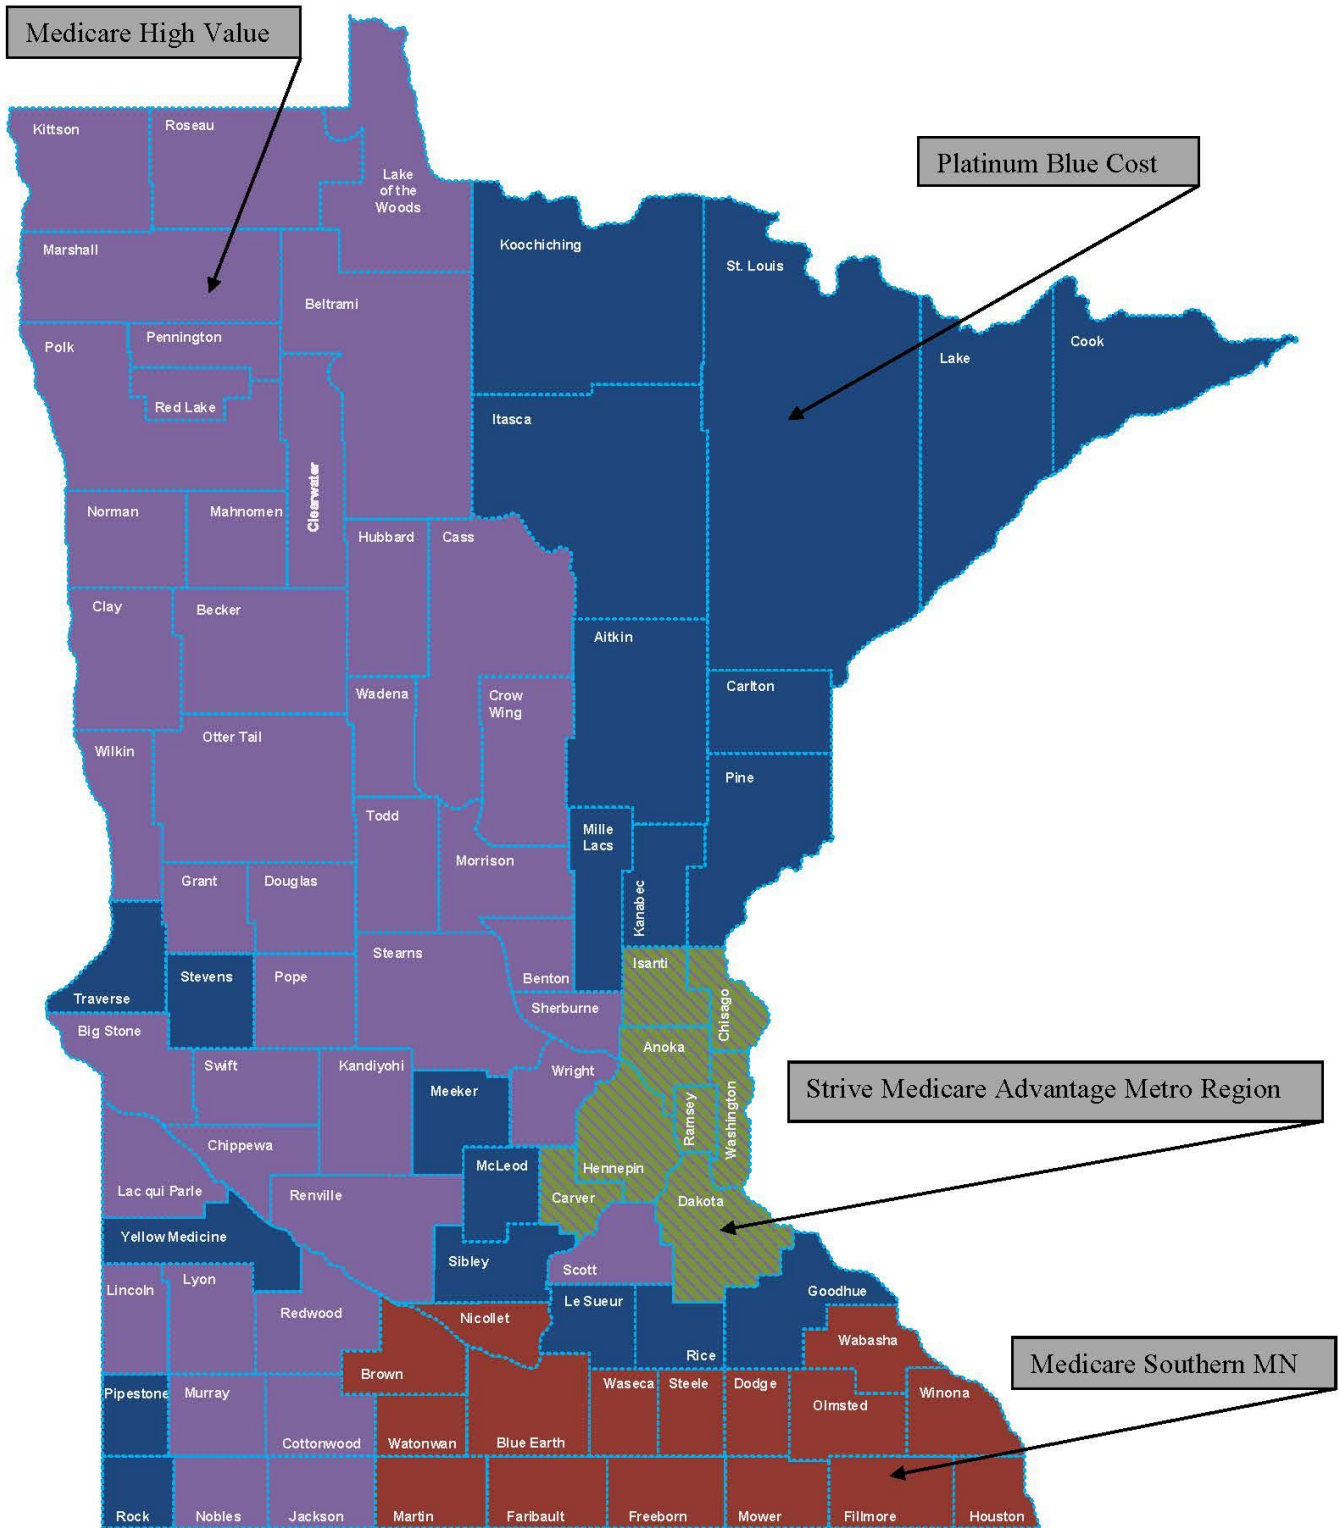 Medicare High Value
Platinum Blue Cost
Kittson
Roseau
Lake
of the
Woods
Marshall
Koochiching
St. Louis
Beltrami
Polk
Pennington
Lake
Cook
Red Lake
Itasca
Clearwater
Norman
Mahnomen
Hubbard
Cass
Clay
Becker
Aitkin
Wadena
Crow
Wing
Carlton
Wilkin
Otter Tail
Pine
Todd
Mille
Lacs
Morrison
Grant
Douglas
Kanabec
Stearns
Isanti
Traverse
Stevens
Pope
Benton
Sherburne
Chisago
Big Stone
Anoka
Swift
Kandiyohi
Wright
Meeker
Ramsey
Washington
Strive Medicare Advantage Metro Region
Chippewa
McLeod
Hennepin
Lac qui Parle
Renville
Carver
Dakota
Yellow Medicine
Sibley
Scott
Lincoln
Lyon
Redwood
Le Sueur
Goodhue
Nicollet
Wabasha
Rice
Medicare Southern MN
Brown
Pipestone
Murray
Waseca
Steele
Dodge
Olmsted
Winona
Cottonwood
Watonwan
Blue Earth
Rock
Nobles
Jackson
Martin
Faribault
Freeborn
Mower
Fillmore
Houston